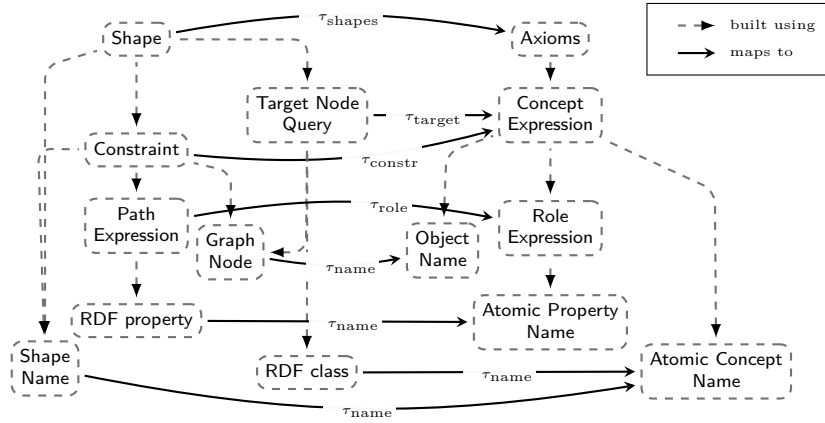 built using
maps to
Shape
τshapes
Axioms
Target Node
Query
τtarget
Concept
Expression
Constraint
τconstr
Path
Expression
τrole
Role
Expression
Graph
Node
τname
Object
Name
RDF property
τname
Atomic Property
Name
Shape
Name
RDF class
τname
Atomic Concept
Name
τname